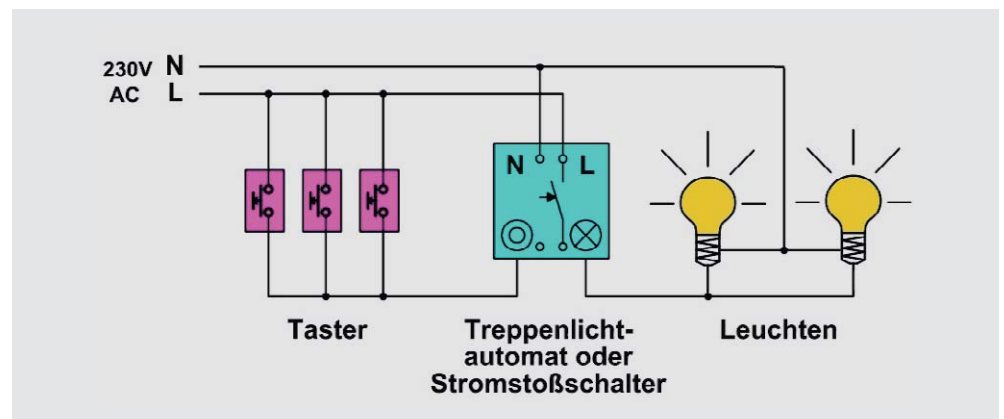 230V N
AC L
N L
Taster
Treppenlicht-
automat oder
Stromstoßschalter
Leuchten